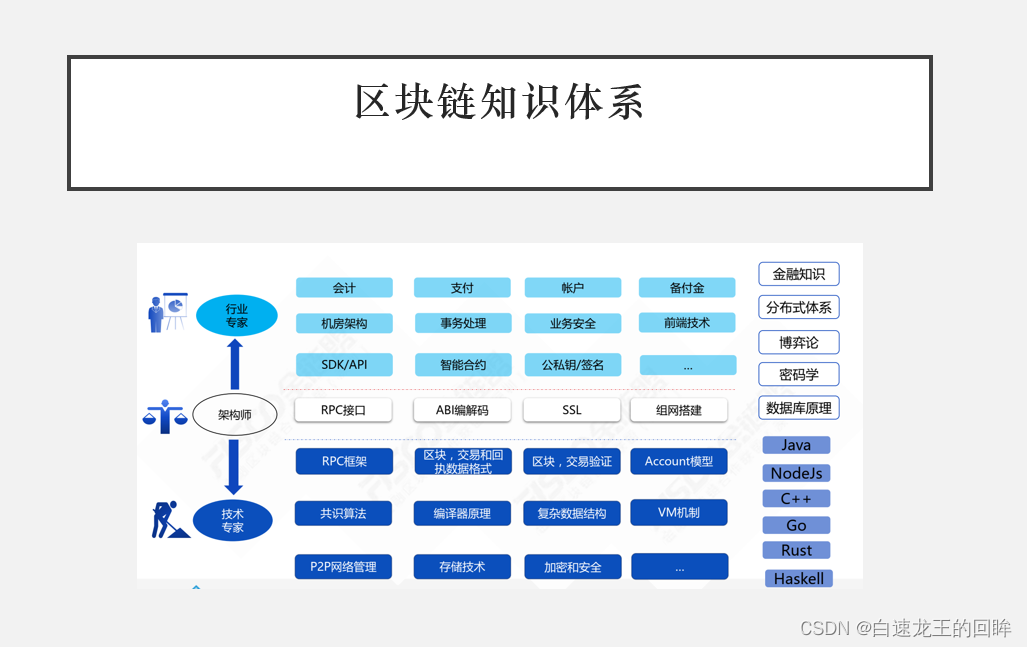 区块链知识体系
行业
专家
会计
支付
帐户
备付金
机房架构
事务处理
业务安全
前端技术
SDK/API
智能合约
公私钥/签名
...
架构师
RPC接口
ABI编解码
SSL
组网搭建
技术
专家
RPC框架
区块，交易和回
执数据格式
区块，交易验证
Account模型
共识算法
编译器原理
复杂数据结构
VM机制
P2P网络管理
存储技术
加密和安全
...
金融知识
分布式体系
博弈论
密码学
数据库原理
Java
NodeJs
C++
Go
Rust
Haskell
CSDN @白速龙王的回眸